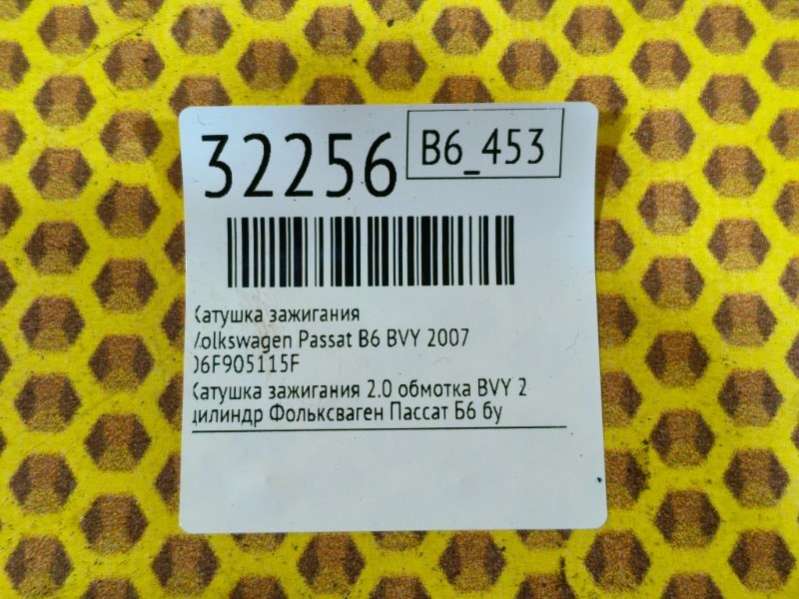 32256 B6_453
Катушка зажигания
Volkswagen Passat B6 BVY 2007
06F905115F
Катушка зажигания 2.0 обмотка BVY 2
цилиндр Фольксваген Пассат Б6 бу